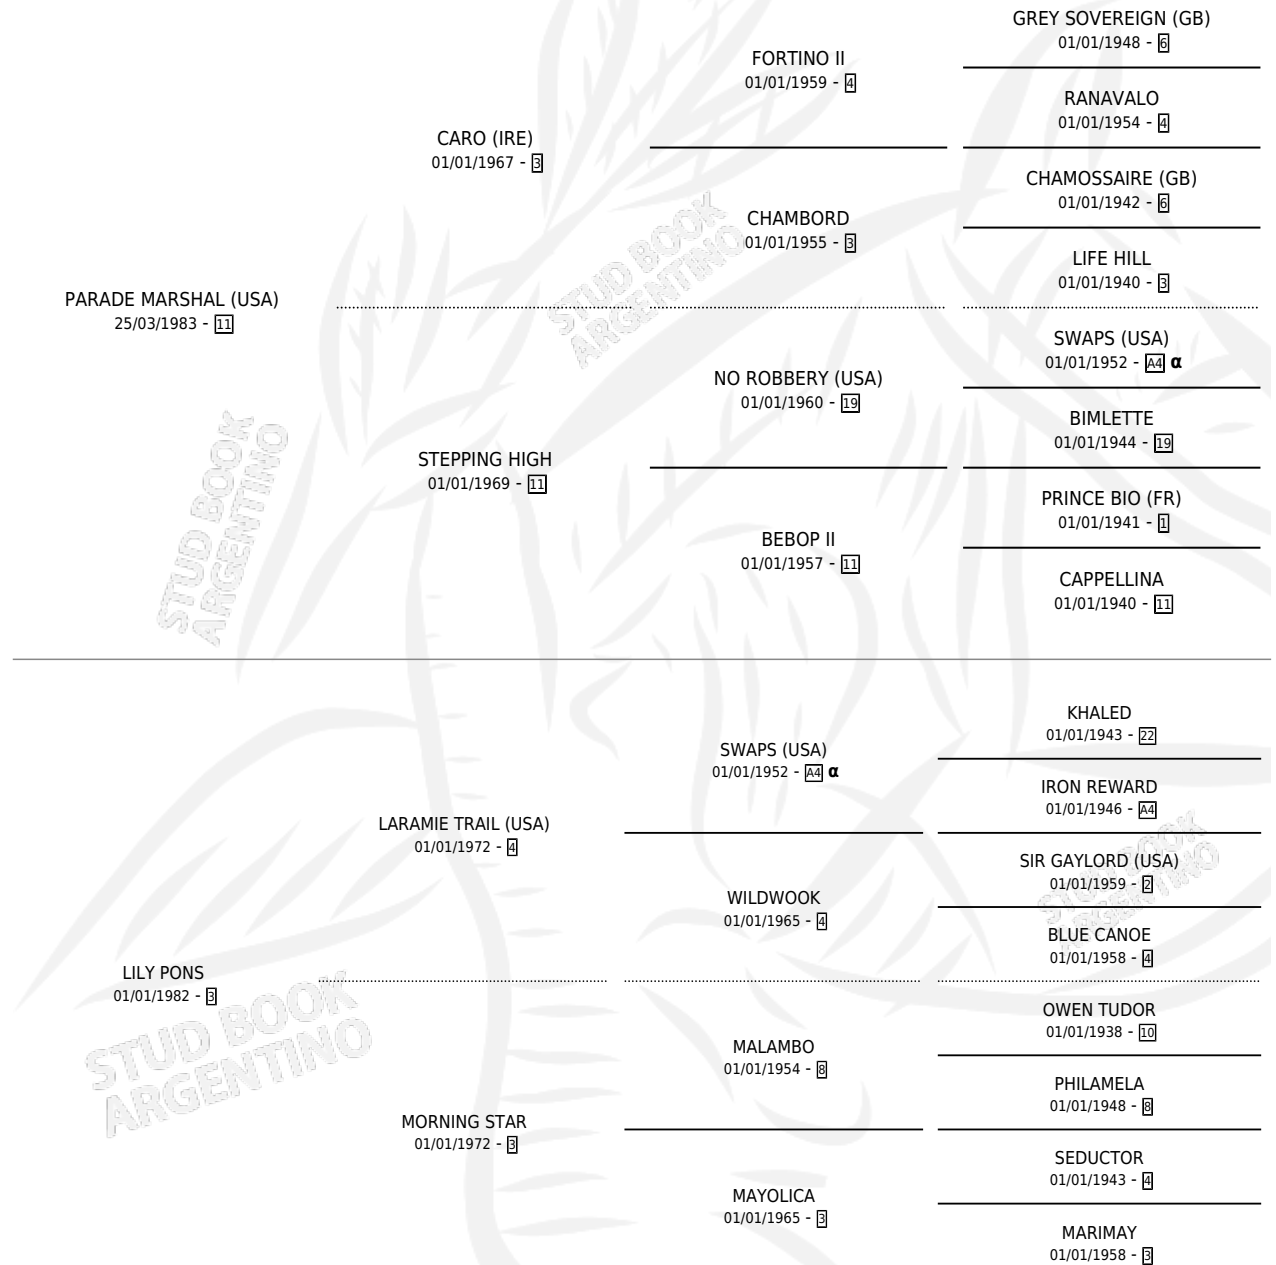 GREY SOVEREIGN (GB)
01/01/1948 - 6
FORTINO II
01/01/1959 - 4
RANAVALO
01/01/1954 - 4
CARO (IRE)
01/01/1967 - 3
CHAMOSSAIRE (GB)
01/01/1942 - 6
CHAMBORD
01/01/1955 - 3
LIFE HILL
01/01/1940 - 3
PARADE MARSHAL (USA)
25/03/1983 - 11
SWAPS (USA)
01/01/1952 - A4 α
NO ROBBERY (USA)
01/01/1960 - 19
BIMLETTE
01/01/1944 - 19
STEPPING HIGH
01/01/1969 - 11
PRINCE BIO (FR)
01/01/1941 - 1
BEBOP II
01/01/1957 - 11
CAPPELLINA
01/01/1940 - 11
KHALED
01/01/1943 - 22
SWAPS (USA)
01/01/1952 - A4 α
IRON REWARD
01/01/1946 - A4
LARAMIE TRAIL (USA)
01/01/1972 - 4
SIR GAYLORD (USA)
01/01/1959 - 2
WILDWOOK
01/01/1965 - 4
BLUE CANOE
01/01/1958 - 4
LILY PONS
01/01/1982 - 3
OWEN TUDOR
01/01/1938 - 10
MALAMBO
01/01/1954 - 8
PHILAMELA
01/01/1948 - 8
MORNING STAR
01/01/1972 - 3
SEDUCTOR
01/01/1943 - 4
MAYOLICA
01/01/1965 - 3
MARIMAY
01/01/1958 - 3
STUD BOOK
ARGENTINO
STUD BOOK
ARGENTINO
STUD BOOK
ARGENTINO
STUD BOOK
ARGENTINO